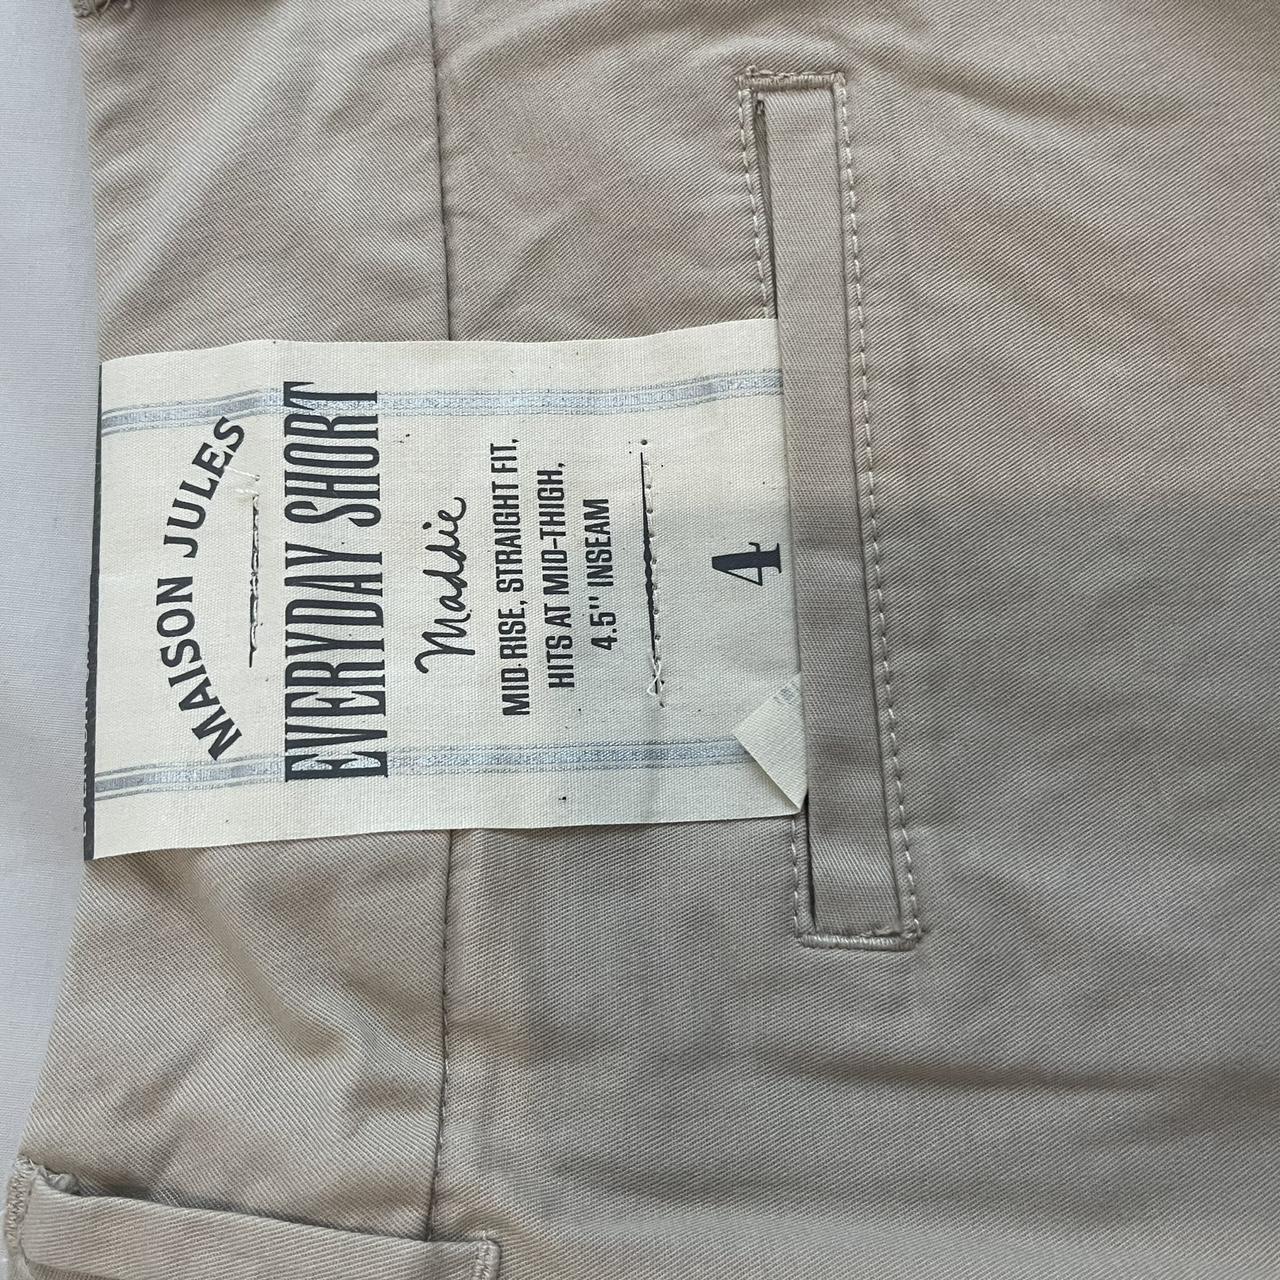 MAISON JULES
EVERYDAY SHORT
Maddie
MID-RISE, STRAIGHT FIT,
HITS AT MID-THIGH,
4.5" INSEAM
4